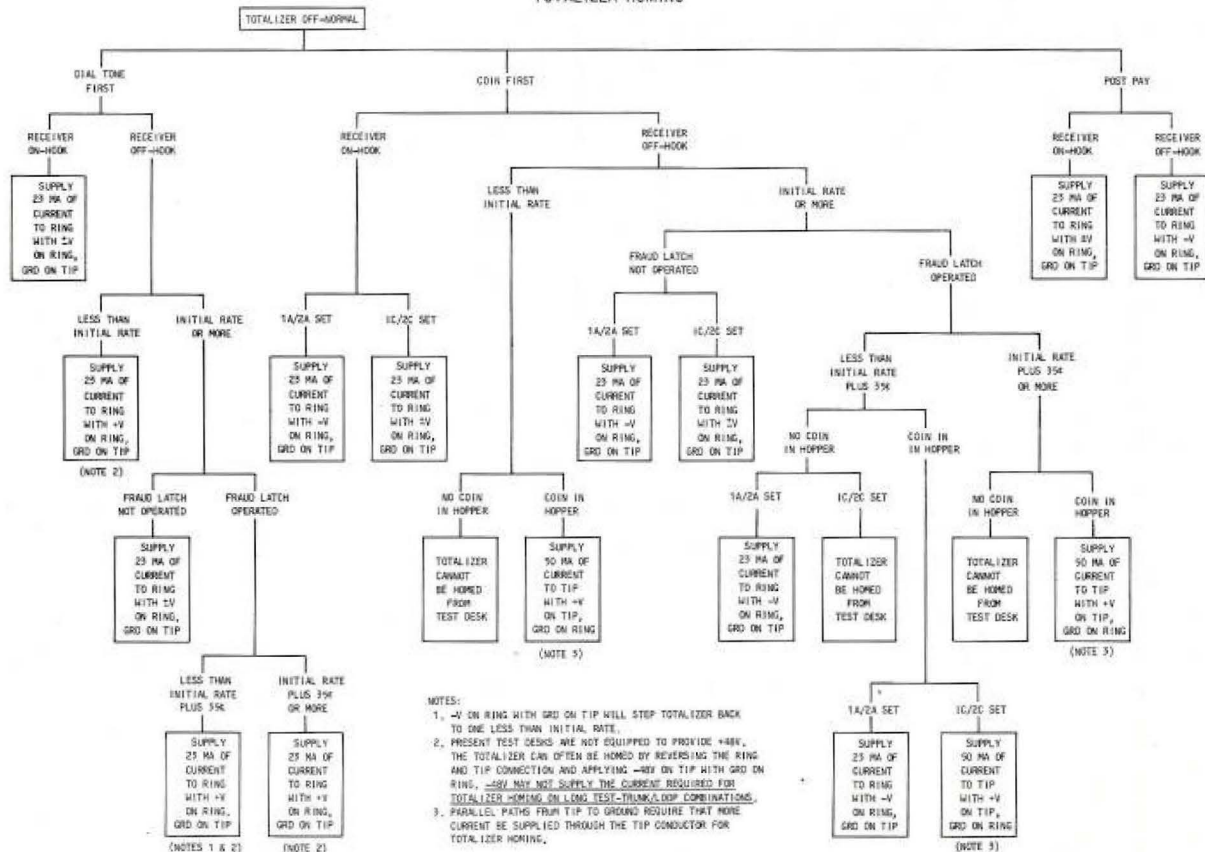 TOTALIZER HOMING
TOTALIZER OFF-NORMAL
DIAL TONE
FIRST
COIN FIRST
POST PAY
RECEIVER
ON-HOOK
RECEIVER
OFF-HOOK
RECEIVER
ON-HOOK
RECEIVER
OFF-HOOK
RECEIVER
ON-HOOK
RECEIVER
OFF-HOOK
SUPPLY
23 MA OF
CURRENT
TO RING
WITH ±V
ON RING,
GRD ON TIP
LESS THAN
INITIAL RATE
INITIAL RATE
OR MORE
SUPPLY
23 MA OF
CURRENT
TO RING
WITH ±V
ON RING,
GRD ON TIP
SUPPLY
23 MA OF
CURRENT
TO RING
WITH -V
ON RING,
GRD ON TIP
FRAUD LATCH
NOT OPERATED
FRAUD LATCH
OPERATED
LESS THAN
INITIAL RATE
INITIAL RATE
OR MORE
1A/2A SET
1C/2C SET
1A/2A SET
1C/2C SET
LESS THAN
INITIAL RATE
PLUS 35¢
INITIAL RATE
PLUS 35¢
OR MORE
SUPPLY
23 MA OF
CURRENT
TO RING
WITH +V
ON RING,
GRD ON TIP
(NOTE 2)
SUPPLY
23 MA OF
CURRENT
TO RING
WITH -V
ON RING,
GRD ON TIP
SUPPLY
23 MA OF
CURRENT
TO RING
WITH ±V
ON RING,
GRD ON TIP
SUPPLY
23 MA OF
CURRENT
TO RING
WITH -V
ON RING,
GRD ON TIP
SUPPLY
23 MA OF
CURRENT
TO RING
WITH ±V
ON RING,
GRD ON TIP
NO COIN
IN HOPPER
COIN IN
HOPPER
FRAUD LATCH
NOT OPERATED
FRAUD LATCH
OPERATED
NO COIN
IN HOPPER
COIN IN
HOPPER
1A/2A SET
1C/2C SET
NO COIN
IN HOPPER
COIN IN
HOPPER
SUPPLY
23 MA OF
CURRENT
TO RING
WITH ±V
ON RING,
GRD ON TIP
TOTALIZER
CANNOT
BE HOMED
FROM
TEST DESK
SUPPLY
50 MA OF
CURRENT
TO TIP
WITH +V
ON TIP,
GRD ON RING
(NOTE 3)
SUPPLY
23 MA OF
CURRENT
TO RING
WITH -V
ON RING,
GRD ON TIP
TOTALIZER
CANNOT
BE HOMED
FROM
TEST DESK
TOTALIZER
CANNOT
BE HOMED
FROM
TEST DESK
SUPPLY
50 MA OF
CURRENT
TO TIP
WITH +V
ON TIP,
GRD ON RING
(NOTE 3)
LESS THAN
INITIAL RATE
PLUS 35¢
INITIAL RATE
PLUS 35¢
OR MORE
SUPPLY
23 MA OF
CURRENT
TO RING
WITH +V
ON RING,
GRD ON TIP
(NOTES 1 & 2)
SUPPLY
23 MA OF
CURRENT
TO RING
WITH +V
ON RING,
GRD ON TIP
(NOTE 2)
NOTES:
1. -V ON RING WITH GRD ON TIP WILL STEP TOTALIZER BACK
TO ONE LESS THAN INITIAL RATE.
2. PRESENT TEST DESKS ARE NOT EQUIPPED TO PROVIDE +48V.
THE TOTALIZER CAN OFTEN BE HOMED BY REVERSING THE RING
AND TIP CONNECTION AND APPLYING -48V ON TIP WITH GRD ON
RING. -48V MAY NOT SUPPLY THE CURRENT REQUIRED FOR
TOTALIZER HOMING ON LONG TEST-TRUNK/LOOP COMBINATIONS.
3. PARALLEL PATHS FROM TIP TO GROUND REQUIRE THAT MORE
CURRENT BE SUPPLIED THROUGH THE TIP CONDUCTOR FOR
TOTALIZER HOMING.
1A/2A SET
1C/2C SET
SUPPLY
23 MA OF
CURRENT
TO RING
WITH -V
ON RING,
GRD ON TIP
SUPPLY
50 MA OF
CURRENT
TO TIP
WITH +V
ON TIP,
GRD ON RING
(NOTE 3)